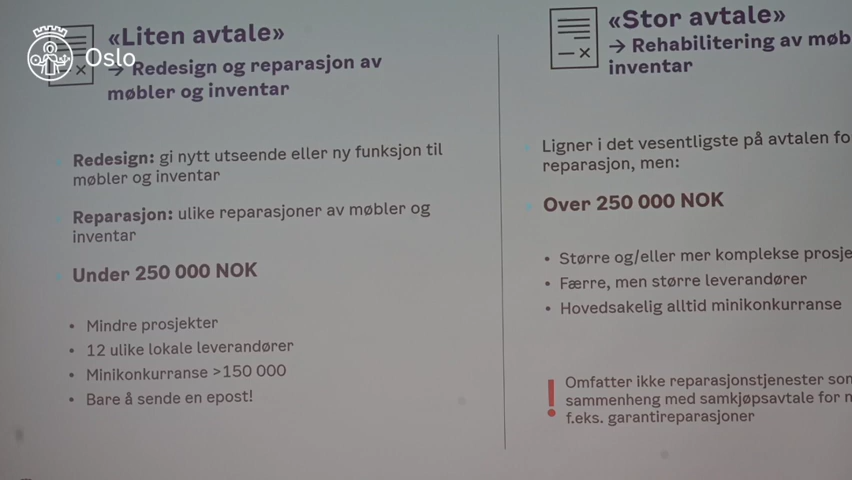 Oslo
«Liten avtale»
→ Redesign og reparasjon av
møbler og inventar
Redesign: gi nytt utseende eller ny funksjon til
møbler og inventar
Reparasjon: ulike reparasjoner av møbler og
inventar
Under 250 000 NOK
• Mindre prosjekter
• 12 ulike lokale leverandører
• Minikonkurranse >150 000
• Bare å sende en epost!
«Stor avtale»
→ Rehabilitering av
inventar
Ligner i det vesentligste på avtalen
reparasjon, men:
Over 250 000 NOK
• Større og/eller mer komplekse
• Færre, men større leverandører
• Hovedsakelig alltid minikonkurranse
Omfatter ikke reparasjonstjenester
sammenheng med samkjøpsavtale for
f.eks. garantireparasjoner